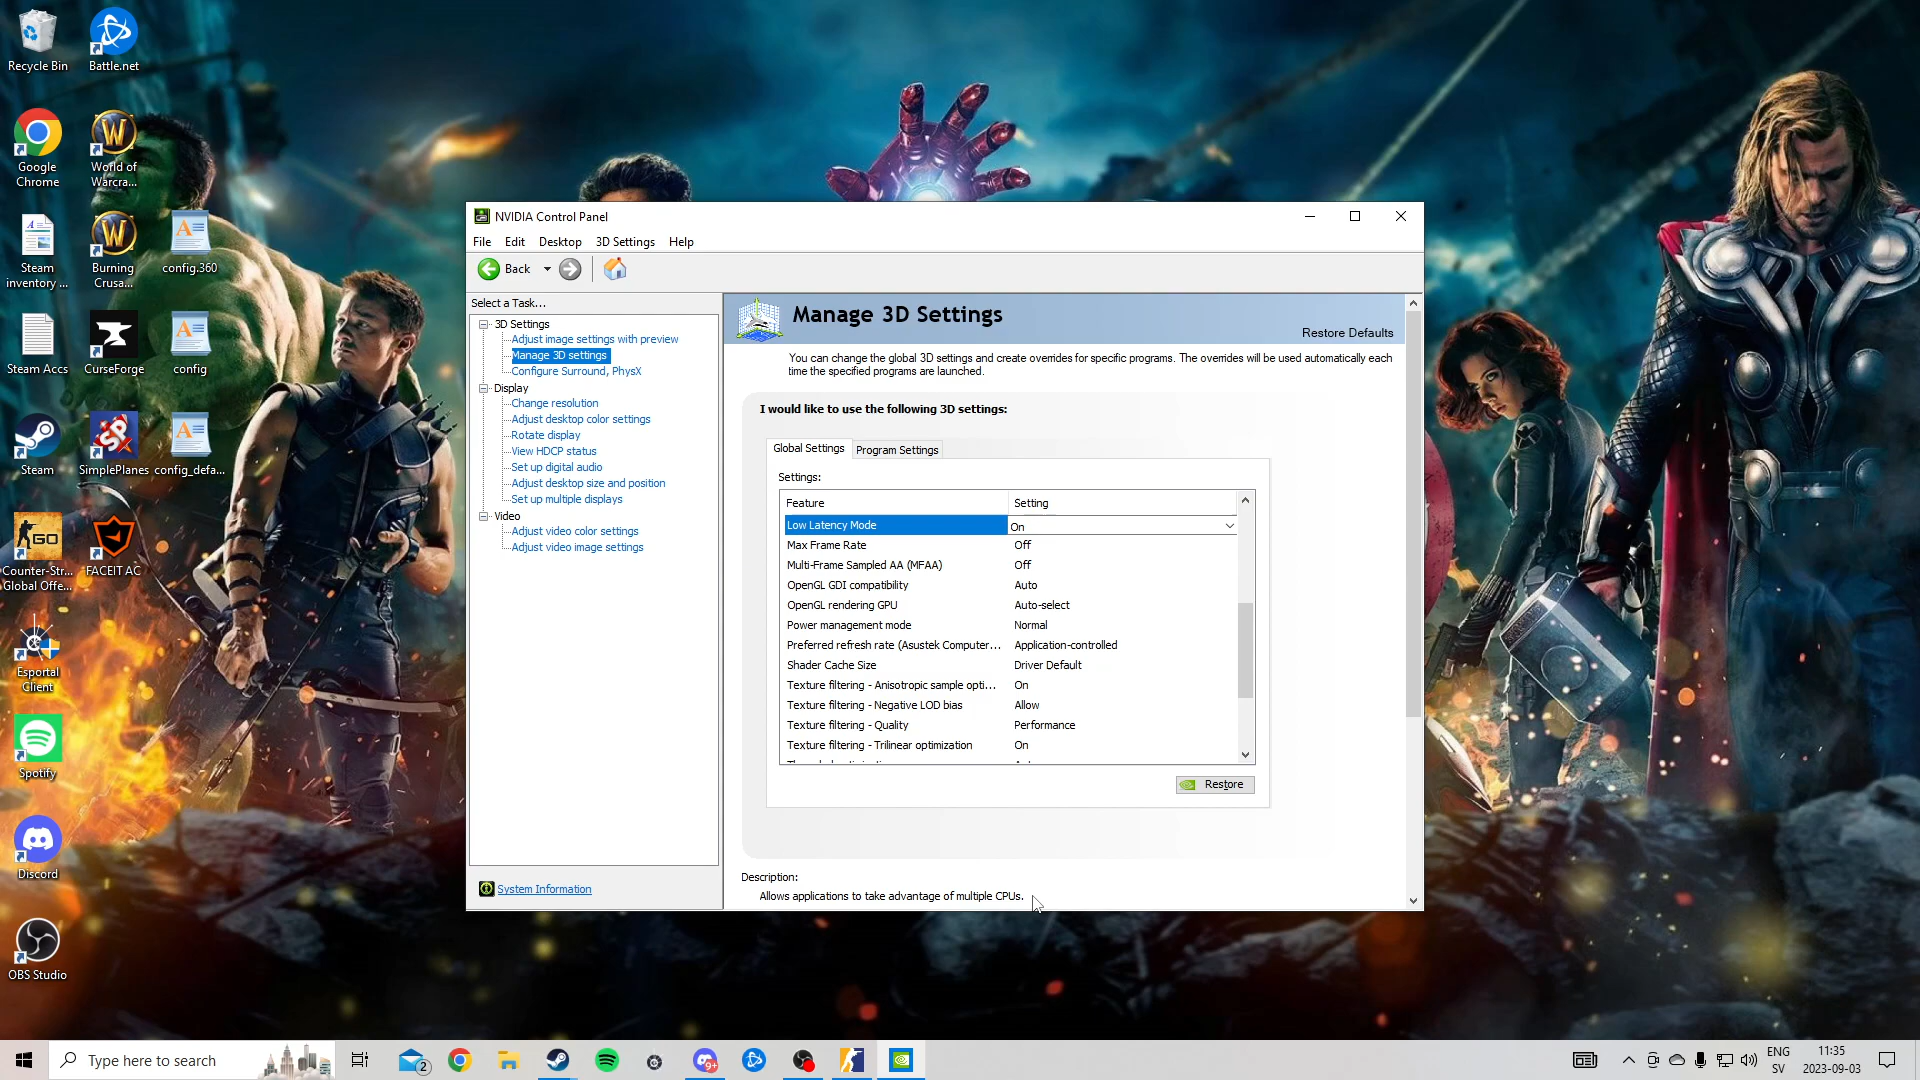 Recycle Bin
Battle.net
Google
Chrome
World of
Warcra...
Steam
inventory ...
Burning
Crusa...
config.360
Steam Accs
CurseForge
config
Steam
SimplePlanes
config_defa...
Counter-Str...
Global Offe...
FACEIT AC
Esportal
Client
Spotify
Discord
OBS Studio
NVIDIA Control Panel
File
Edit
Desktop
3D Settings
Help
Back
Select a Task...
3D Settings
Adjust image settings with preview
Manage 3D settings
Configure Surround, PhysX
Display
Change resolution
Adjust desktop color settings
Rotate display
View HDCP status
Set up digital audio
Adjust desktop size and position
Set up multiple displays
Video
Adjust video color settings
Adjust video image settings
System Information
Manage 3D Settings
Restore Defaults
You can change the global 3D settings and create overrides for specific programs. The overrides will be used automatically each
time the specified programs are launched.
I would like to use the following 3D settings:
Global Settings
Program Settings
Settings:
Feature Setting
Low Latency Mode On
Max Frame Rate Off
Multi-Frame Sampled AA (MFAA) Off
OpenGL GDI compatibility Auto
OpenGL rendering GPU Auto-select
Power management mode Normal
Preferred refresh rate (Asustek Computer... Application-controlled
Shader Cache Size Driver Default
Texture filtering - Anisotropic sample opti... On
Texture filtering - Negative LOD bias Allow
Texture filtering - Quality Performance
Texture filtering - Trilinear optimization On
Restore
Description:
Allows applications to take advantage of multiple CPUs.
Type here to search
2
9+
ENG
SV
11:35
2023-09-03